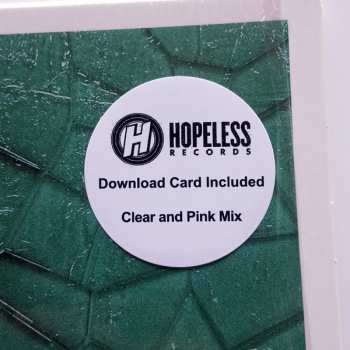 H HOPELESS
RECORDS
Download Card Included
Clear and Pink Mix